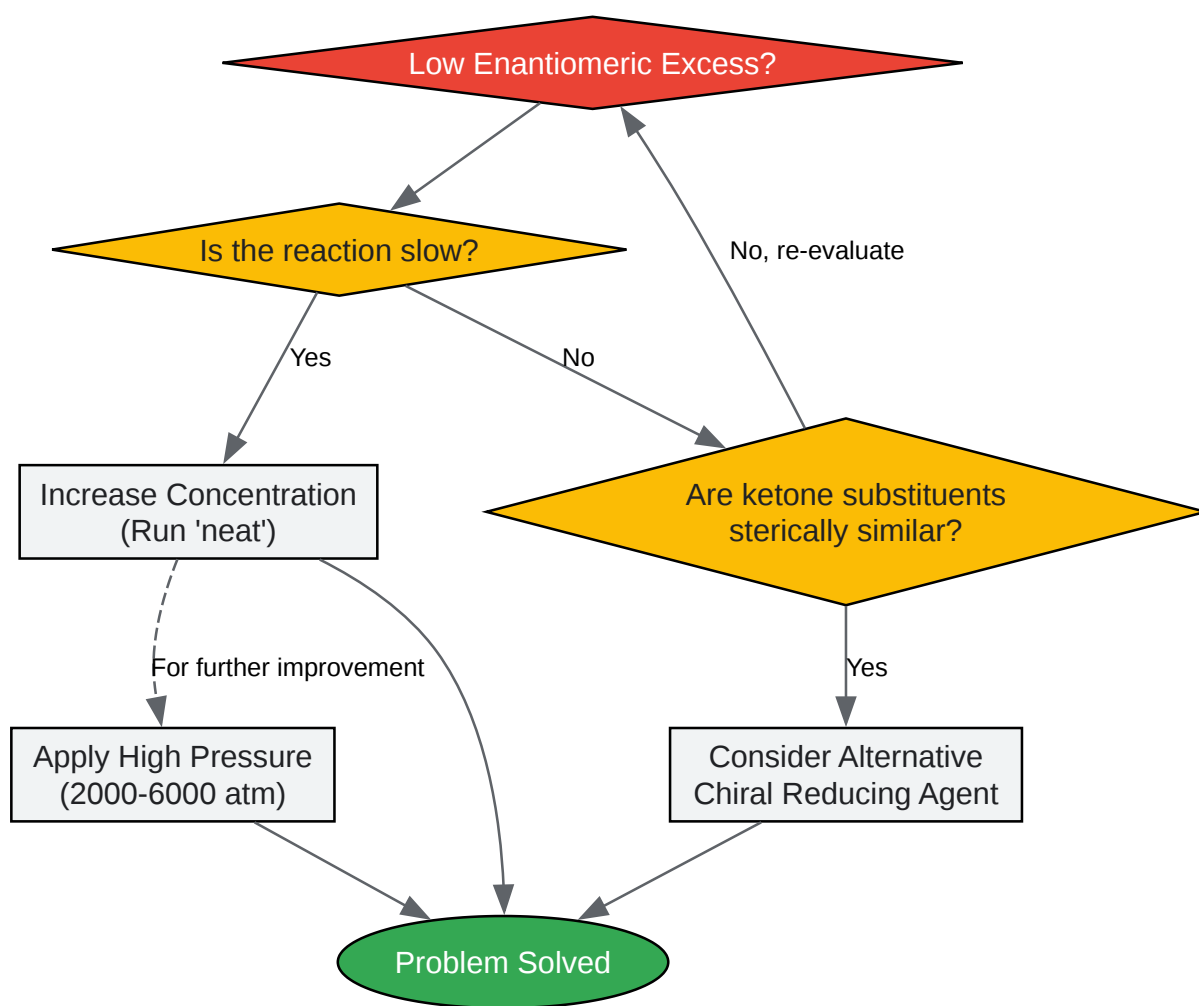 Low Enantiomeric Excess?
Is the reaction slow?
No, re-evaluate
Yes
No
Increase Concentration
(Run 'neat')
Are ketone substituents
sterically similar?
For further improvement
Yes
Apply High Pressure
(2000-6000 atm)
Consider Alternative
Chiral Reducing Agent
Problem Solved